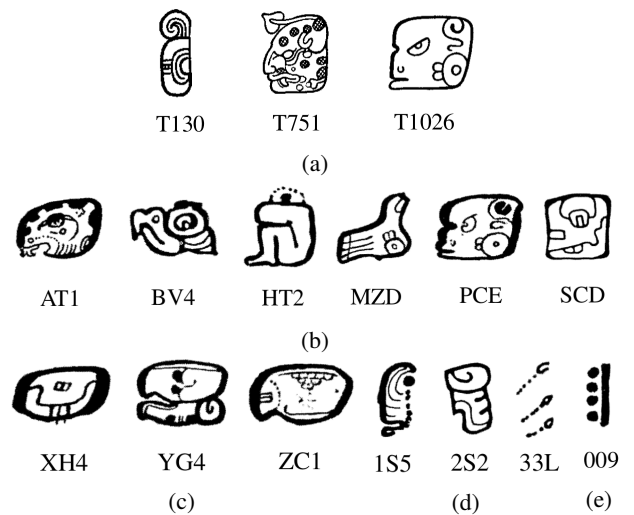 T130 T751 T1026
(a)
AT1 BV4 HT2 MZD PCE SCD
(b)
XH4 YG4 ZC1 1S5 2S2 33L 009
(c) (d) (e)